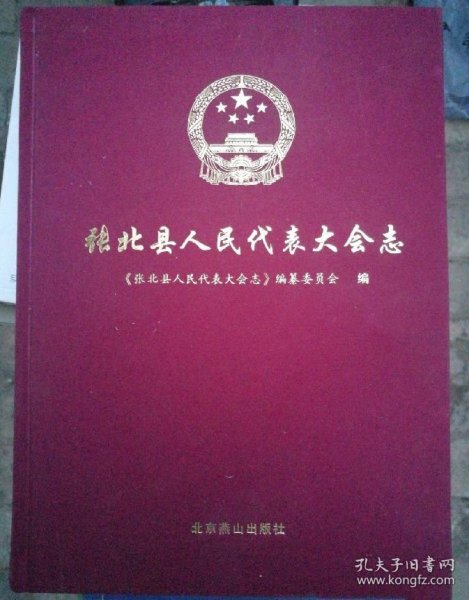 张北县人民代表大会志
《张北县人民代表大会志》编纂委员会 编
北京燕山出版社
孔夫子旧书网
www.kongfz.com